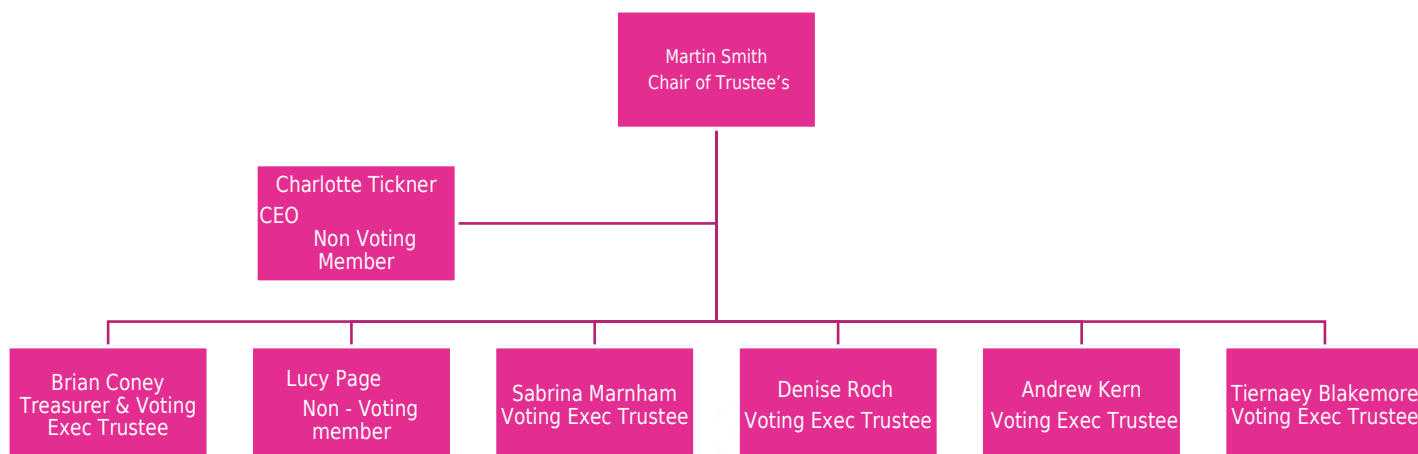 Martin Smith
Chair of Trustee’s
Charlotte Tickner
CEO
Non Voting
Member
Brian Coney
Treasurer & Voting
Exec Trustee
Lucy Page
Non - Voting
member
Sabrina Marnham
Voting Exec Trustee
Denise Roch
Voting Exec Trustee
Andrew Kern
Voting Exec Trustee
Tiernaey Blakemore
Voting Exec Trustee